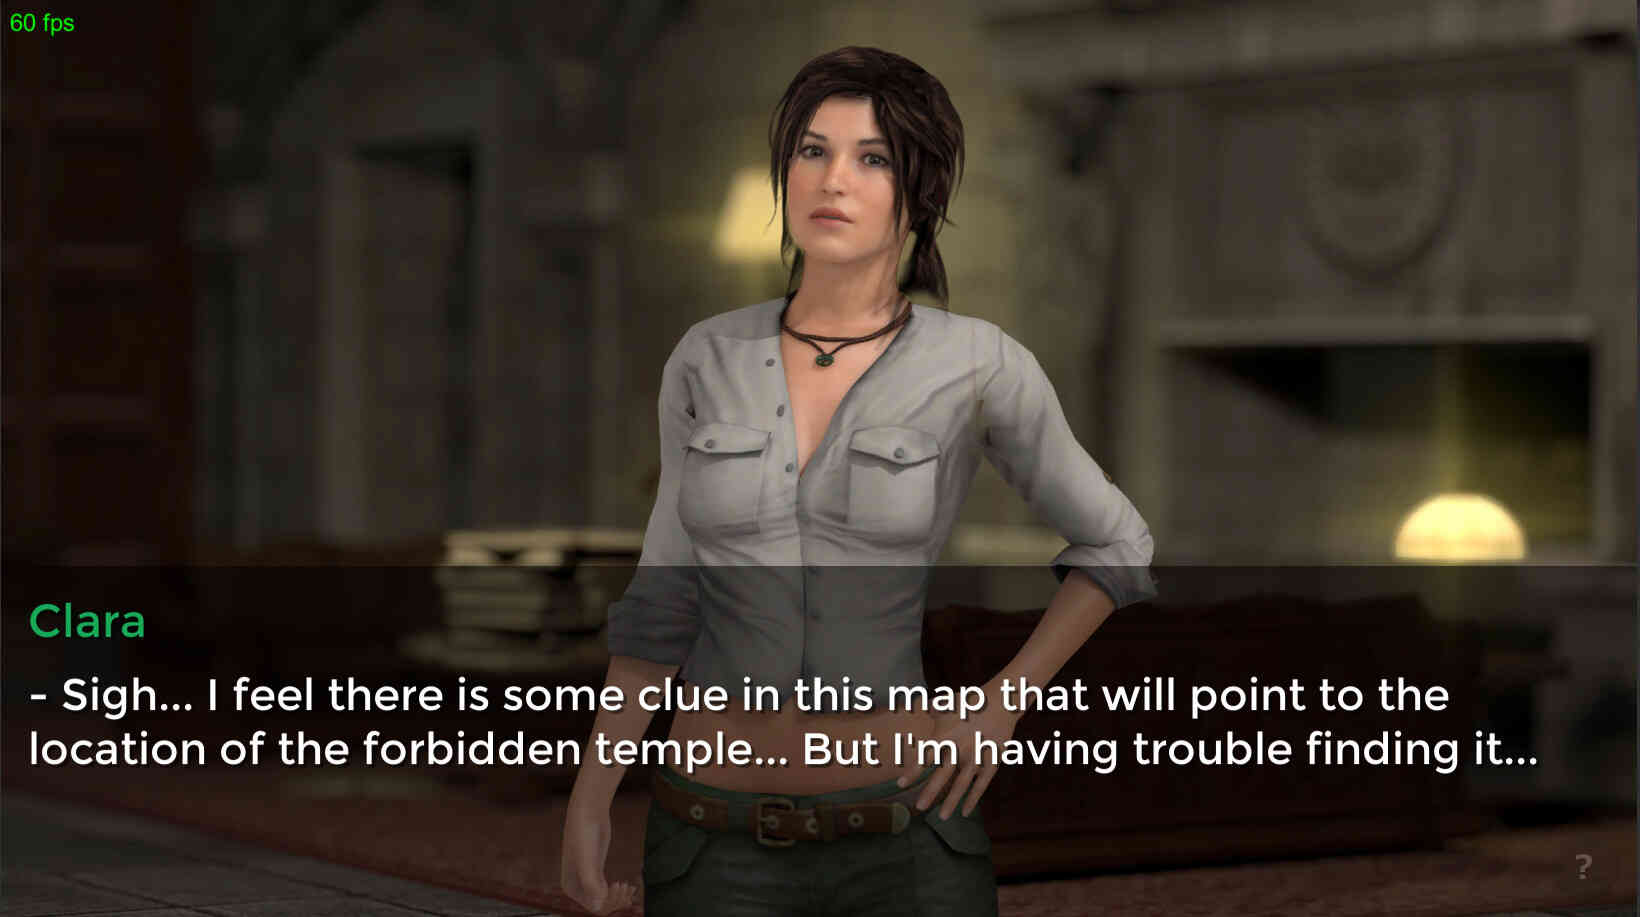 60 fps
Clara
- Sigh... I feel there is some clue in this map that will point to the
location of the forbidden temple... But I'm having trouble finding it...
?